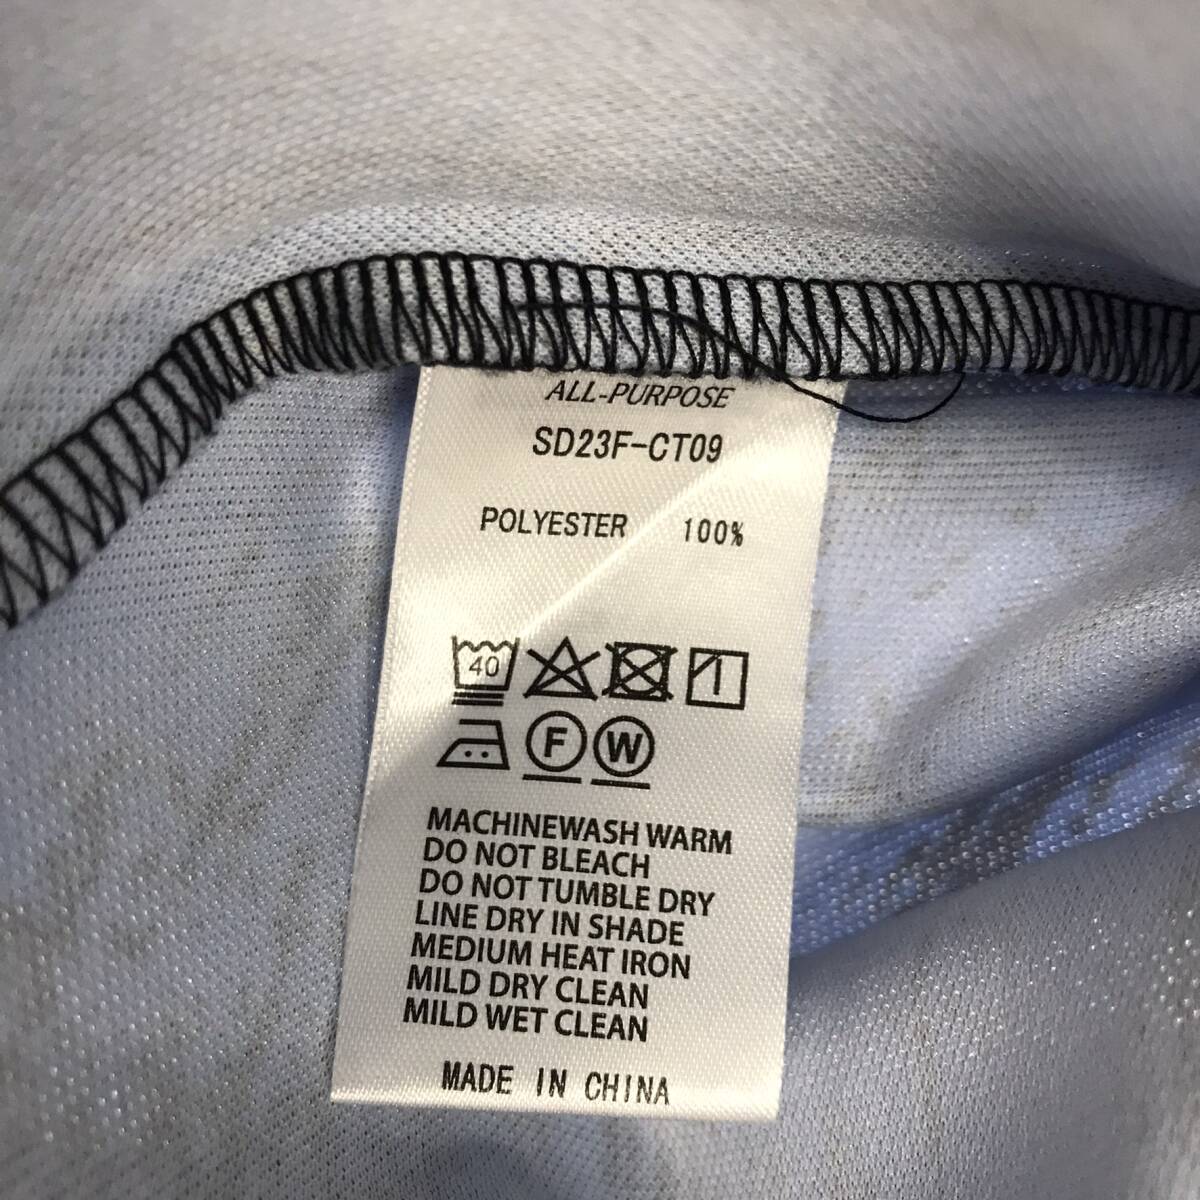 ALL-PURPOSE
SD23F-CT09
POLYESTER 100%
40
F W
MACHINEWASH WARM
DO NOT BLEACH
DO NOT TUMBLE DRY
LINE DRY IN SHADE
MEDIUM HEAT IRON
MILD DRY CLEAN
MILD WET CLEAN
MADE IN CHINA